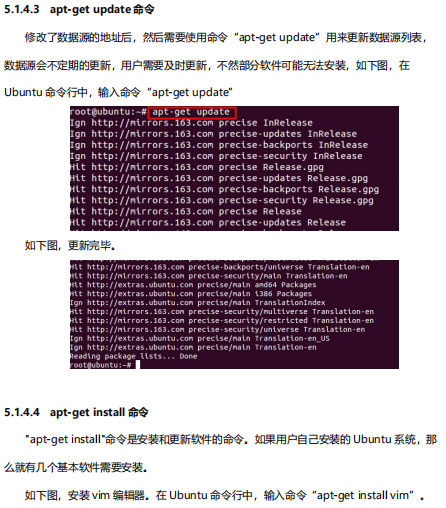 5.1.4.3 apt-get update 命令
修改了数据源的地址后，然后需要使用命令“apt-get update”用来更新数据源列表，
数据源会不定期的更新，用户需要及时更新，不然部分软件可能无法安装，如下图，在
Ubuntu 命令行中，输入命令“apt-get update”
root@ubuntu:~# apt-get update
Ign http://mirrors.163.com precise InRelease
Ign http://mirrors.163.com precise-updates InRelease
Ign http://mirrors.163.com precise-backports InRelease
Ign http://mirrors.163.com precise-security InRelease
Hit http://mirrors.163.com precise Release.gpg
Hit http://mirrors.163.com precise-updates Release.gpg
Hit http://mirrors.163.com precise-backports Release.gpg
Hit http://mirrors.163.com precise-security Release.gpg
Hit http://mirrors.163.com precise Release
Hit http://mirrors.163.com precise-updates Release
如下图，更新完毕。
Hit http://mirrors.163.com precise-backports/universe Translation-en
Hit http://mirrors.163.com precise-security/main Translation-en
Hit http://extras.ubuntu.com precise/main amd64 Packages
Hit http://extras.ubuntu.com precise/main i386 Packages
Ign http://extras.ubuntu.com precise/main TranslationIndex
Hit http://mirrors.163.com precise-security/multiverse Translation-en
Hit http://mirrors.163.com precise-security/restricted Translation-en
Hit http://mirrors.163.com precise-security/universe Translation-en
Ign http://extras.ubuntu.com precise/main Translation-en_US
Ign http://extras.ubuntu.com precise/main Translation-en
Reading package lists... Done
root@ubuntu:~#
5.1.4.4 apt-get install 命令
"apt-get install"命令是安装和更新软件的命令。如果用户自己安装的 Ubuntu 系统，那
么就有几个基本软件需要安装。
如下图，安装 vim 编辑器。在 Ubuntu 命令行中，输入命令“apt-get install vim”。